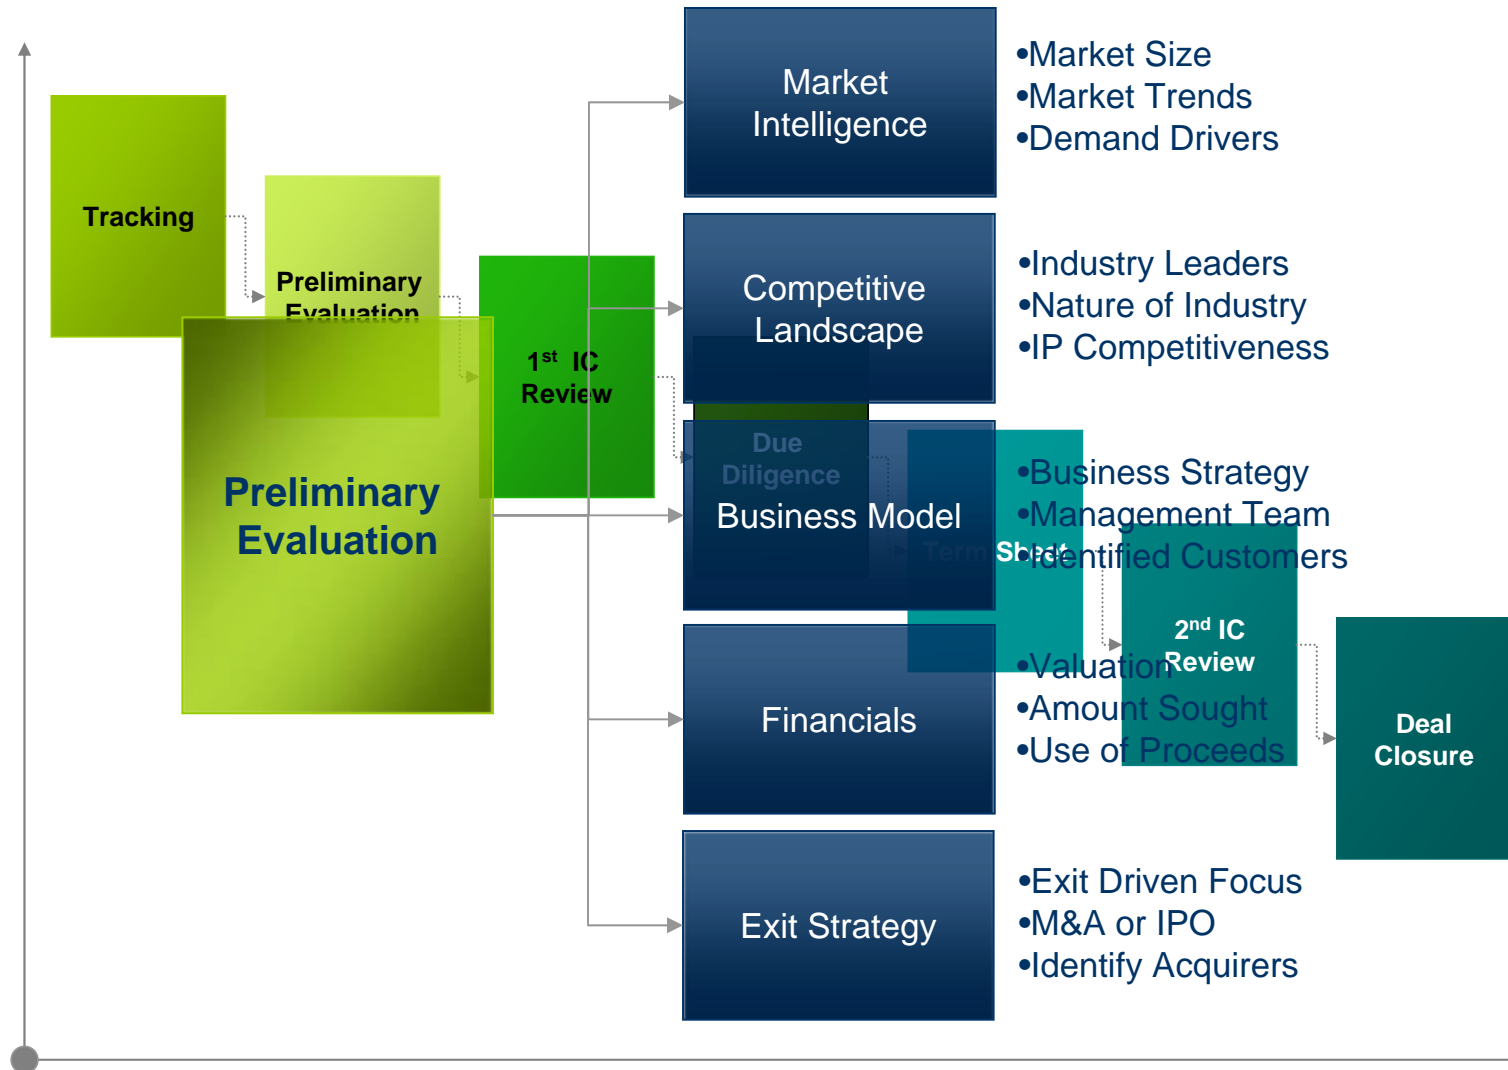 Tracking
Preliminary
Evaluation
1st IC
Review
Due
Diligence
Term Sheet
2nd IC
Review
Deal
Closure
Preliminary
Evaluation
Market
Intelligence
•Market Size
•Market Trends
•Demand Drivers
Competitive
Landscape
•Industry Leaders
•Nature of Industry
•IP Competitiveness
Business Model
•Business Strategy
•Management Team
•Identified Customers
Financials
•Valuation
•Amount Sought
•Use of Proceeds
Exit Strategy
•Exit Driven Focus
•M&A or IPO
•Identify Acquirers